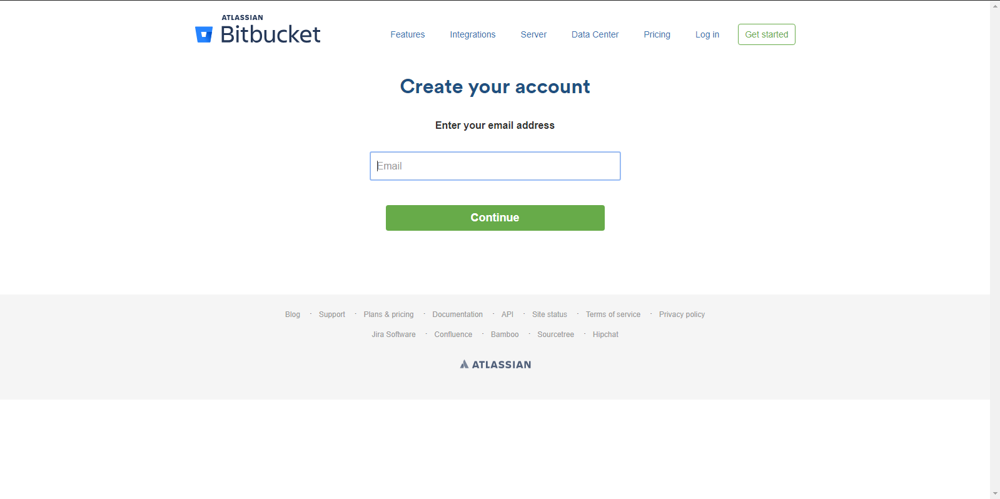 ATLASSIAN
Bitbucket
Features Integrations Server Data Center Pricing Log in Get started
Create your account
Enter your email address
Email
Continue
Blog · Support · Plans & pricing · Documentation · API · Site status · Terms of service · Privacy policy
Jira Software · Confluence · Bamboo · Sourcetree · Hipchat
ATLASSIAN